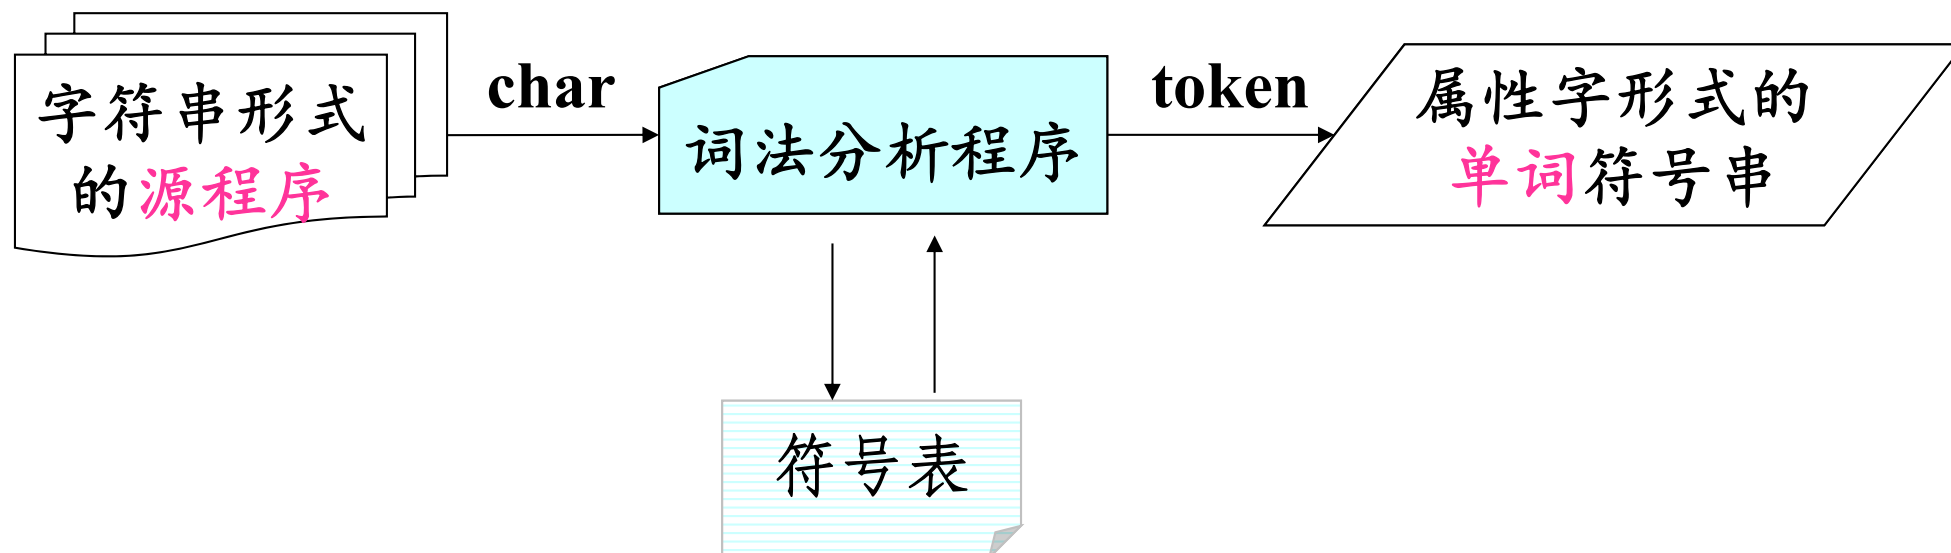 字符串形式
的源程序
char
词法分析程序
token
属性字形式的
单词符号串
符号表